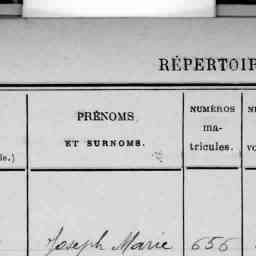 RÉPERTOIR
PRÉNOMS
ET SURNOMS.
NUMÉROS
ma-
tricules.
Joseph Marie 656